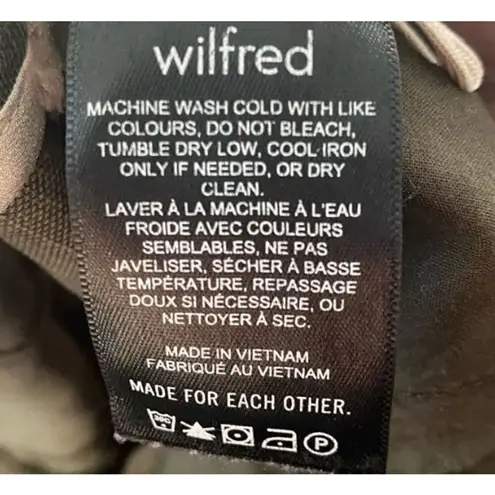 wilfred
MACHINE WASH COLD WITH LIKE
COLOURS, DO NOT BLEACH,
TUMBLE DRY LOW, COOL IRON
ONLY IF NEEDED, OR DRY
CLEAN.
LAVER À LA MACHINE À L'EAU
FROIDE AVEC COULEURS
SEMBLABLES, NE PAS
JAVELISER, SÉCHER À BASSE
TEMPÉRATURE, REPASSAGE
DOUX SI NÉCESSAIRE, OU
NETTOYER À SEC.
MADE IN VIETNAM
FABRIQUÉ AU VIETNAM
MADE FOR EACH OTHER.
P